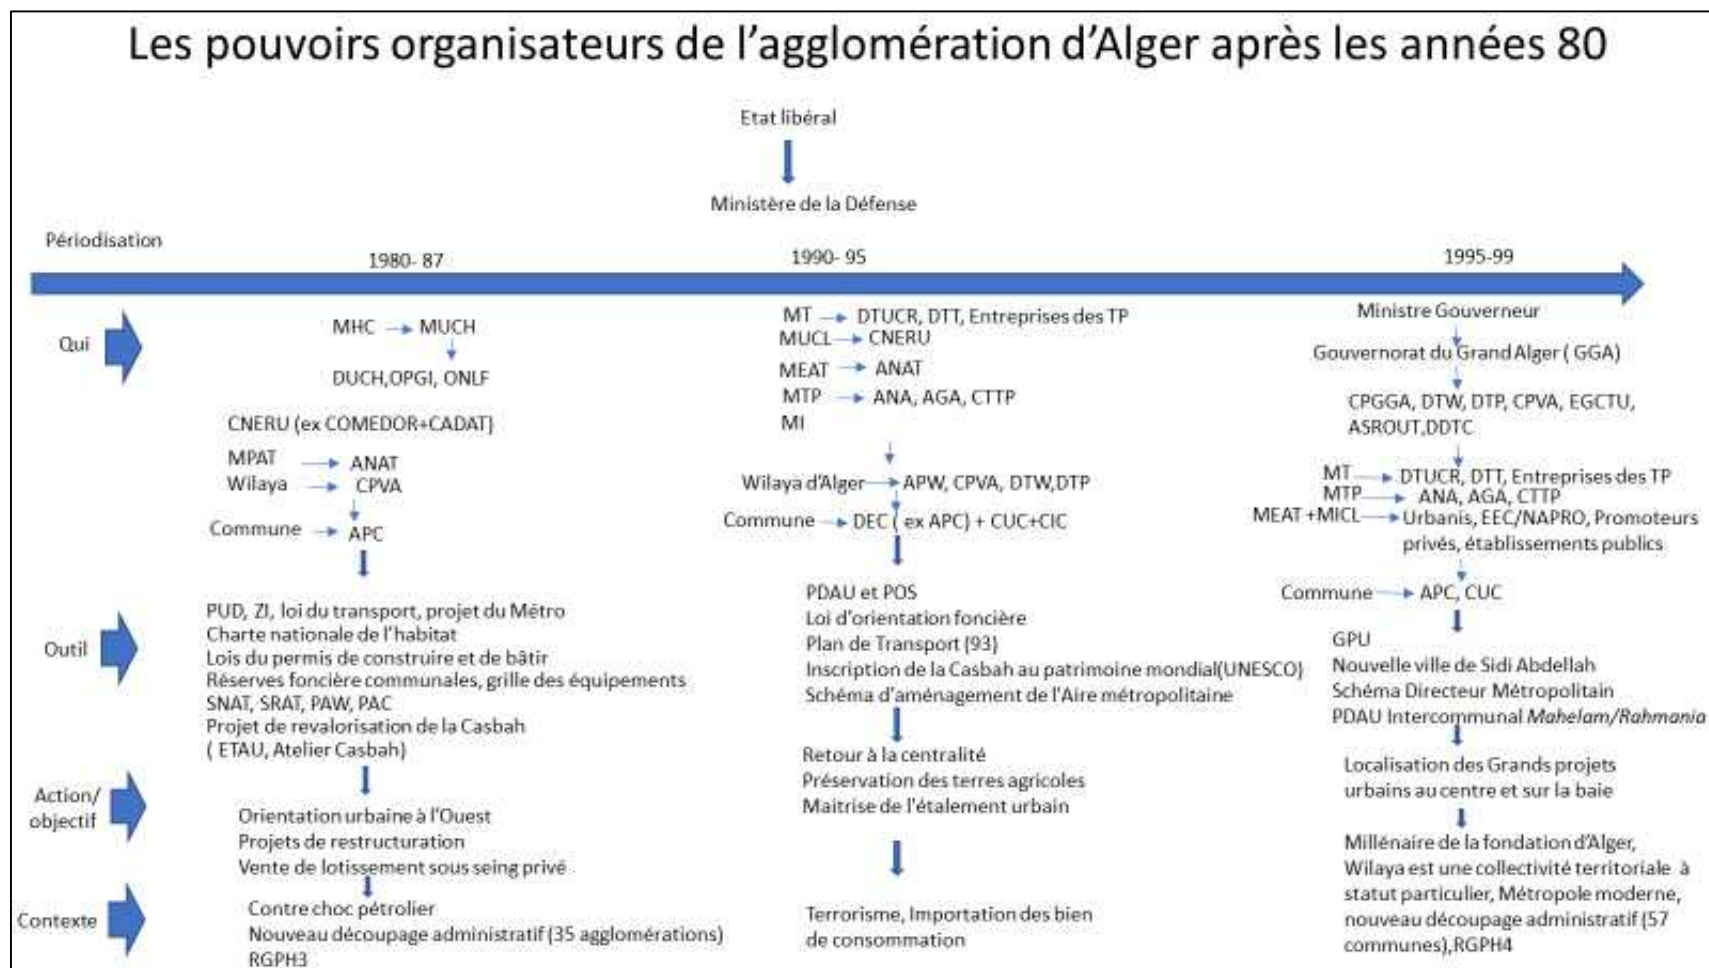 Les pouvoirs organisateurs de l'agglomération d'Alger après les années 80
Etat libéral
Ministère de la Défense
Périodisation
1980- 87
1990- 95
1995-99
Qui
MHC MUCH
DUCH,OPGI, ONLF
CNERU (ex COMEDOR+CADAT)
MPAT ANAT
Wilaya CPVA
Commune APC
MT DTUCR, DTT, Entreprises des TP
MUCL CNERU
MEAT ANAT
MTP ANA, AGA, CTTP
MI
Wilaya d'Alger APW, CPVA, DTW,DTP
Commune DEC ( ex APC) + CUC+CIC
Ministre Gouverneur
Gouvernorat du Grand Alger ( GGA)
CPGGA, DTW, DTP, CPVA, EGCTU,
ASROUT,DDTC
MT DTUCR, DTT, Entreprises des TP
MTP ANA, AGA, CTTP
MEAT +MICL Urbanis, EEC/NAPRO, Promoteurs
privés, établissements publics
Commune APC, CUC
Outil
PUD, ZI, loi du transport, projet du Métro
Charte nationale de l'habitat
Lois du permis de construire et de bâtir
Réserves foncière communales, grille des équipements
SNAT, SRAT, PAW, PAC
Projet de revalorisation de la Casbah
( ETAU, Atelier Casbah)
PDAU et POS
Loi d'orientation foncière
Plan de Transport (93)
Inscription de la Casbah au patrimoine mondial(UNESCO)
Schéma d'aménagement de l'Aire métropolitaine
GPU
Nouvelle ville de Sidi Abdellah
Schéma Directeur Métropolitain
PDAU Intercommunal Mahelam/Rahmania
Action/
objectif
Orientation urbaine à l'Ouest
Projets de restructuration
Vente de lotissement sous seing privé
Retour à la centralité
Préservation des terres agricoles
Maitrise de l'étalement urbain
Localisation des Grands projets
urbains au centre et sur la baie
Contexte
Contre choc pétrolier
Nouveau découpage administratif (35 agglomérations)
RGPH3
Terrorisme, Importation des bien
de consommation
Millénaire de la fondation d'Alger,
Wilaya est une collectivité territoriale à
statut particulier, Métropole moderne,
nouveau découpage administratif (57
communes),RGPH4